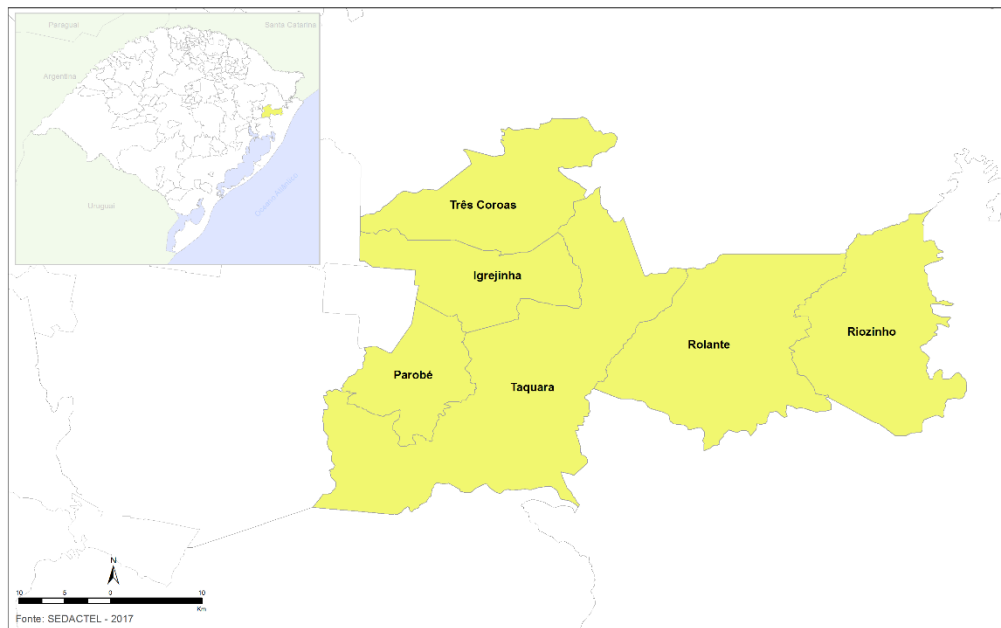 Paraguai
Santa Catarina
Argentina
Uruguai
Oceano Atlântico
Três Coroas
Igrejinha
Parobé
Taquara
Rolante
Riozinho
N
10 5 0 10
Km
Fonte: SEDACTEL - 2017